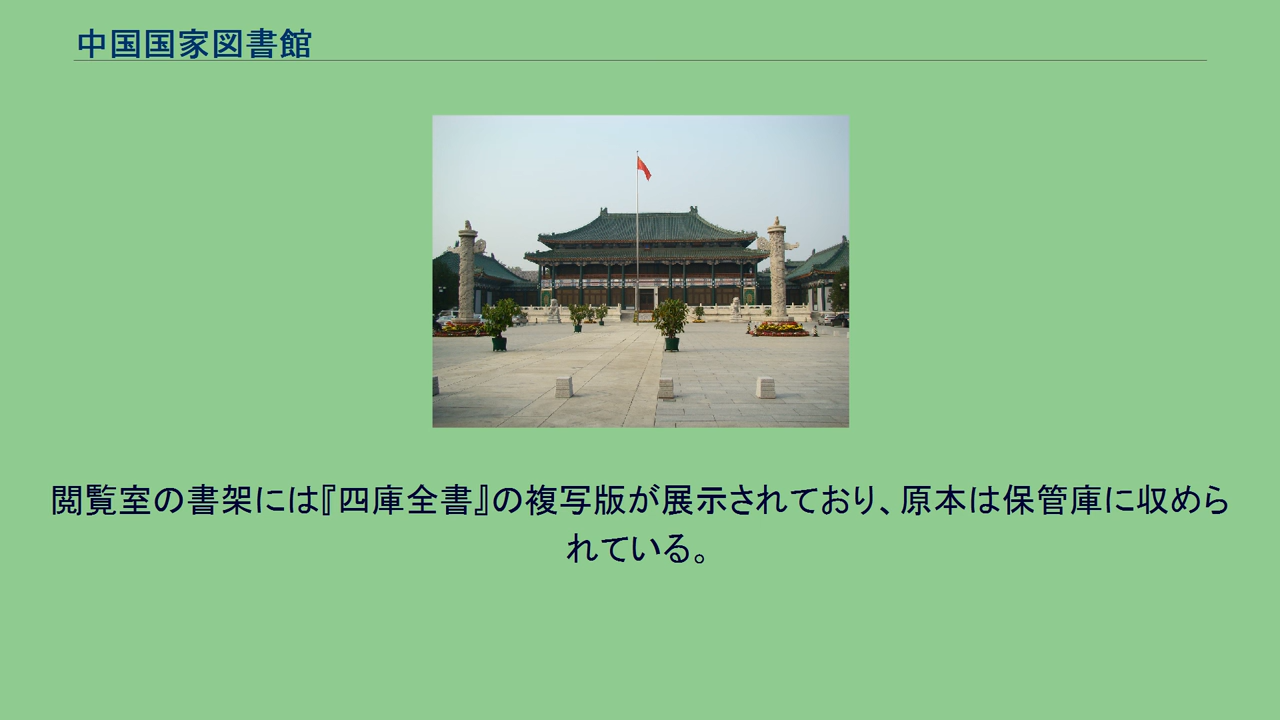 中国国家図書館
閲覧室の書架には『四庫全書』の複写版が展示されており、原本は保管庫に収めら
れている。